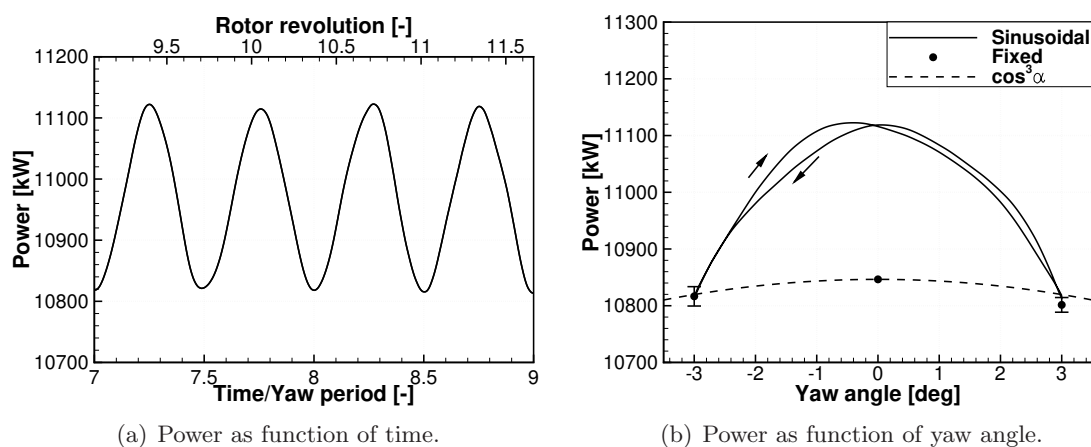 Rotor revolution [-]
9.5 10 10.5 11 11.5
11200
11100
11000
10900
10800
10700
Power [kW]
7 7.5 8 8.5 9
Time/Yaw period [-]
(a) Power as function of time.
11300
11200
11100
11000
10900
10800
10700
Power [kW]
Sinusoidal
Fixed
cos³α
-3 -2 -1 0 1 2 3
Yaw angle [deg]
(b) Power as function of yaw angle.